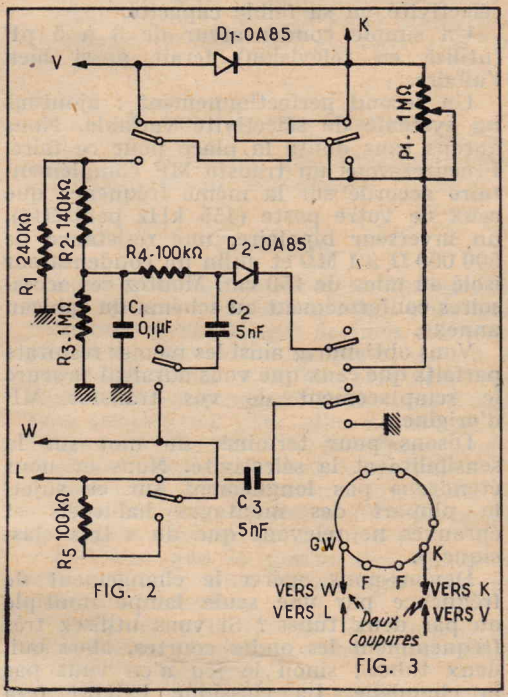 D1-OA85
K
V
P1 1MΩ
R1 240kΩ
R2-140kΩ
R4-100kΩ
D2-OA85
R3 1MΩ
C1
0,1µF
C2
5nF
W
L
R5 100kΩ
C3
5nF
FIG. 2
G.W
K
F
VERS W
VERS K
VERS L
VERS V
Deux
coupures
FIG. 3